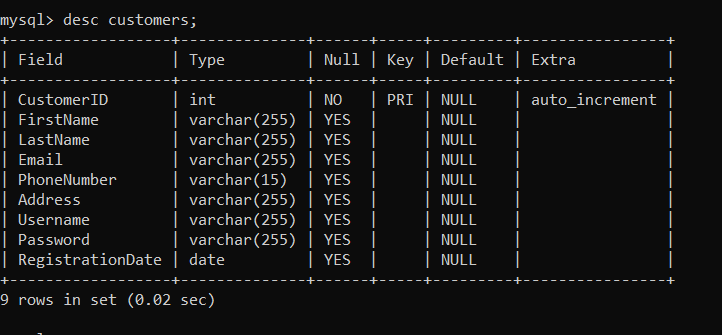 mysql> desc customers;
+------------------+--------------+------+-----+---------+----------------+
| Field            | Type         | Null | Key | Default | Extra          |
+------------------+--------------+------+-----+---------+----------------+
| CustomerID       | int          | NO   | PRI | NULL    | auto_increment |
| FirstName        | varchar(255) | YES  |     | NULL    |                |
| LastName         | varchar(255) | YES  |     | NULL    |                |
| Email            | varchar(255) | YES  |     | NULL    |                |
| PhoneNumber      | varchar(15)  | YES  |     | NULL    |                |
| Address          | varchar(255) | YES  |     | NULL    |                |
| Username         | varchar(255) | YES  |     | NULL    |                |
| Password         | varchar(255) | YES  |     | NULL    |                |
| RegistrationDate | date         | YES  |     | NULL    |                |
+------------------+--------------+------+-----+---------+----------------+
9 rows in set (0.02 sec)